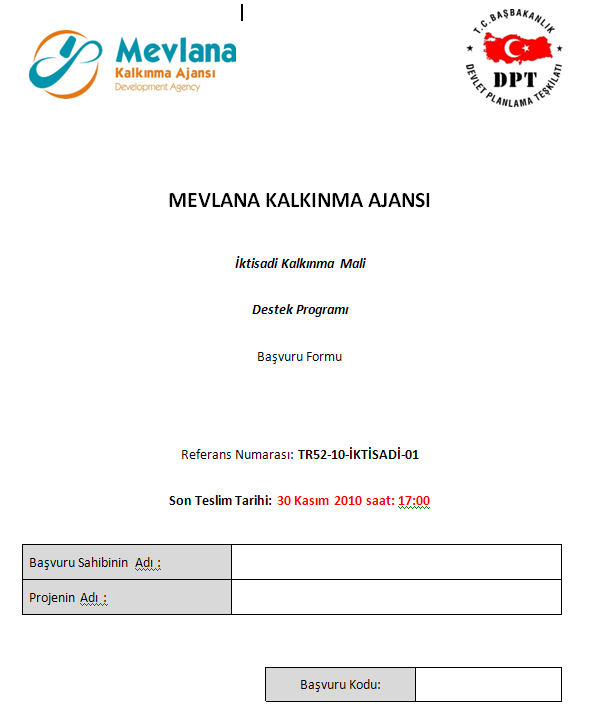 Mevlana
Kalkınma Ajansı
Development Agency
T.C. BAŞBAKANLIK
DPT
DEVLET PLANLAMA TEŞKİLATI
MEVLANA KALKINMA AJANSI
İktisadi Kalkınma Mali
Destek Programı
Başvuru Formu
Referans Numarası: TR52-10-İKTİSADİ-01
Son Teslim Tarihi: 30 Kasım 2010 saat: 17:00
Başvuru Sahibinin Adı :
Projenin Adı :
Başvuru Kodu: